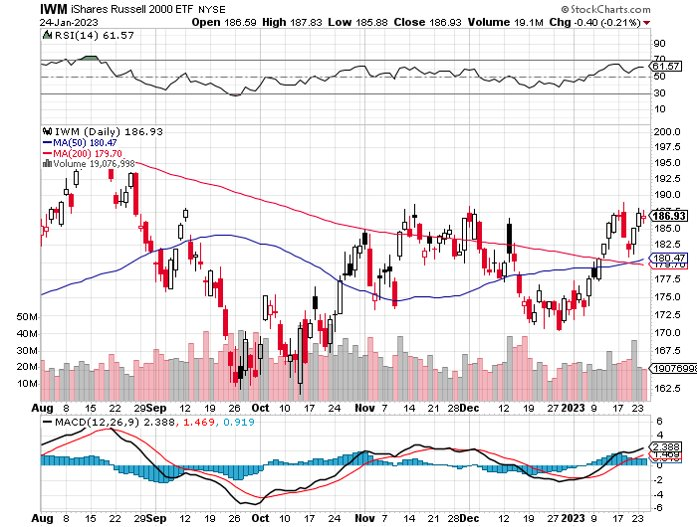 IWM iShares Russell 2000 ETF NYSE © StockCharts.com
24-Jan-2023 Open 186.59 High 187.83 Low 185.88 Close 186.93 Volume 19.1M Chg -0.40 (-0.21%)
RSI(14) 61.57
90
70
61.57
50
30
10
IWM (Daily) 186.93
MA(50) 180.47
MA(200) 179.70
Volume 19,076,998
200.0
197.5
195.0
192.5
190.0
187.5
186.93
185.0
182.5
180.47
177.5
175.0
172.5
170.0
167.5
165.0
162.5
50M
40M
30M
20M
10M
19076998
Aug 8 15 22 Sep 12 19 26 Oct 10 17 24 Nov 7 14 21 28 Dec 12 19 27 2023 9 17 23
MACD(12,26,9) 2.388, 1.469, 0.919
6
4
2.388
1.469
0
-2
-4
-6
Aug 8 15 22 Sep 12 19 26 Oct 10 17 24 Nov 7 14 21 28 Dec 12 19 27 2023 9 17 23